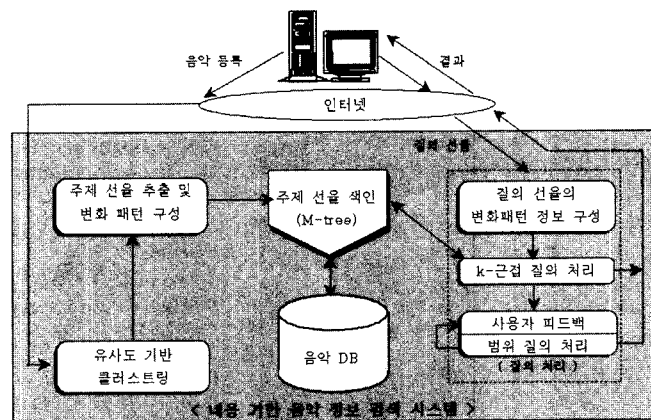 음악 등록
결과
인터넷
질의 선율
주제 선율 추출 및
변화 패턴 구성
주제 선율 색인
(M-tree)
질의 선율의
변화패턴 정보 구성
k-근접 질의 처리
사용자 피드백
범위 질의 처리
( 질의 처리 )
유사도 기반
클러스트링
음악 DB
< 내용 기반 음악 정보 검색 시스템 >